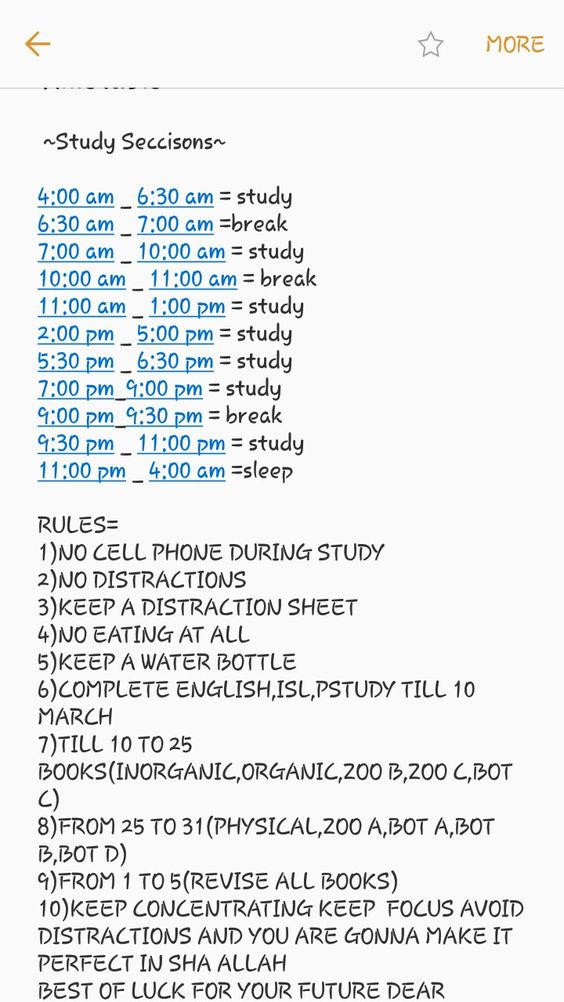 MORE
~Study Seccisons~
4:00 am _ 6:30 am = study
6:30 am _ 7:00 am =break
7:00 am _ 10:00 am = study
10:00 am _ 11:00 am = break
11:00 am _ 1:00 pm = study
2:00 pm _ 5:00 pm = study
5:30 pm _ 6:30 pm = study
7:00 pm_9:00 pm = study
9:00 pm_9:30 pm = break
9:30 pm _ 11:00 pm = study
11:00 pm _ 4:00 am =sleep
RULES=
1)NO CELL PHONE DURING STUDY
2)NO DISTRACTIONS
3)KEEP A DISTRACTION SHEET
4)NO EATING AT ALL
5)KEEP A WATER BOTTLE
6)COMPLETE ENGLISH,ISL,PSTUDY TILL 10
MARCH
7)TILL 10 TO 25
BOOKS(INORGANIC,ORGANIC,ZOO B,ZOO C,BOT
C)
8)FROM 25 TO 31(PHYSICAL,ZOO A,BOT A,BOT
B,BOT D)
9)FROM 1 TO 5(REVISE ALL BOOKS)
10)KEEP CONCENTRATING KEEP  FOCUS AVOID
DISTRACTIONS AND YOU ARE GONNA MAKE IT
PERFECT IN SHA ALLAH
BEST OF LUCK FOR YOUR FUTURE DEAR